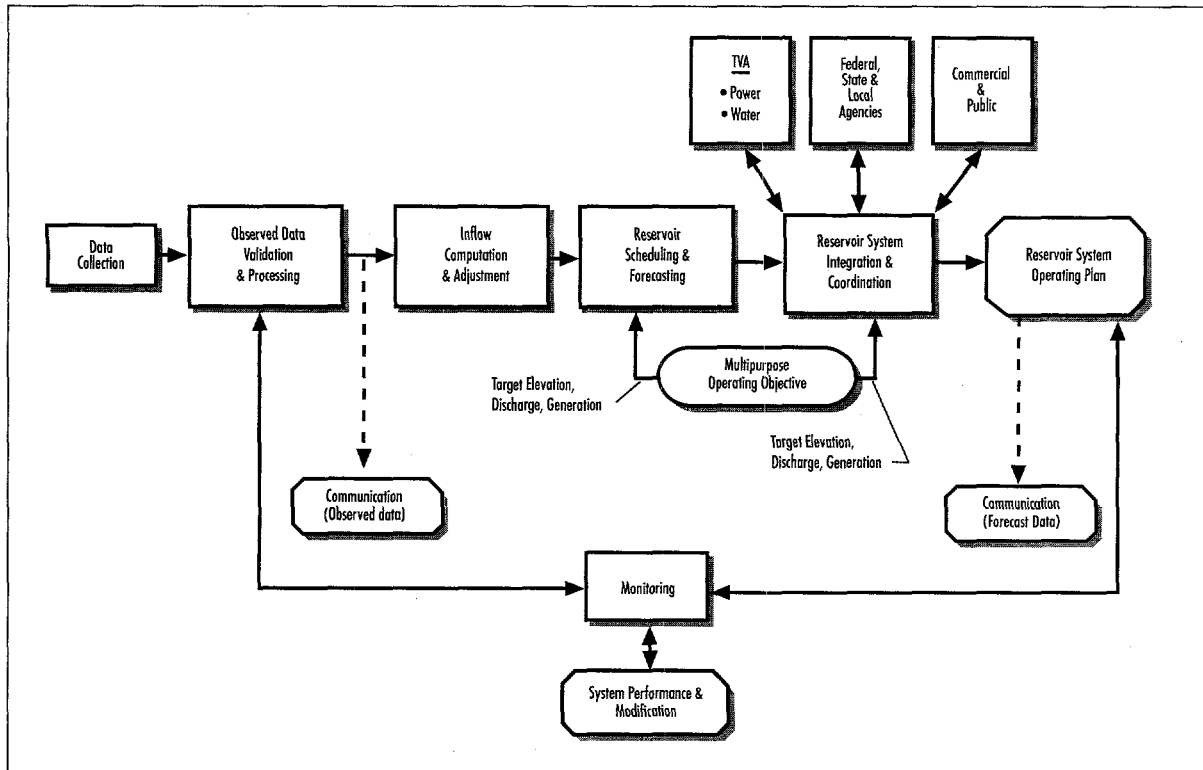 TVA
• Power
• Water
Federal,
State &
Local
Agencies
Commercial
&
Public
Data
Collection
Observed Data
Validation
& Processing
Inflow
Computation
& Adjustment
Reservoir
Scheduling &
Forecasting
Reservoir System
Integration &
Coordination
Reservoir System
Operating Plan
Multipurpose
Operating Objective
Target Elevation,
Discharge, Generation
Target Elevation,
Discharge, Generation
Communication
(Observed data)
Communication
(Forecast Data)
Monitoring
System Performance &
Modification